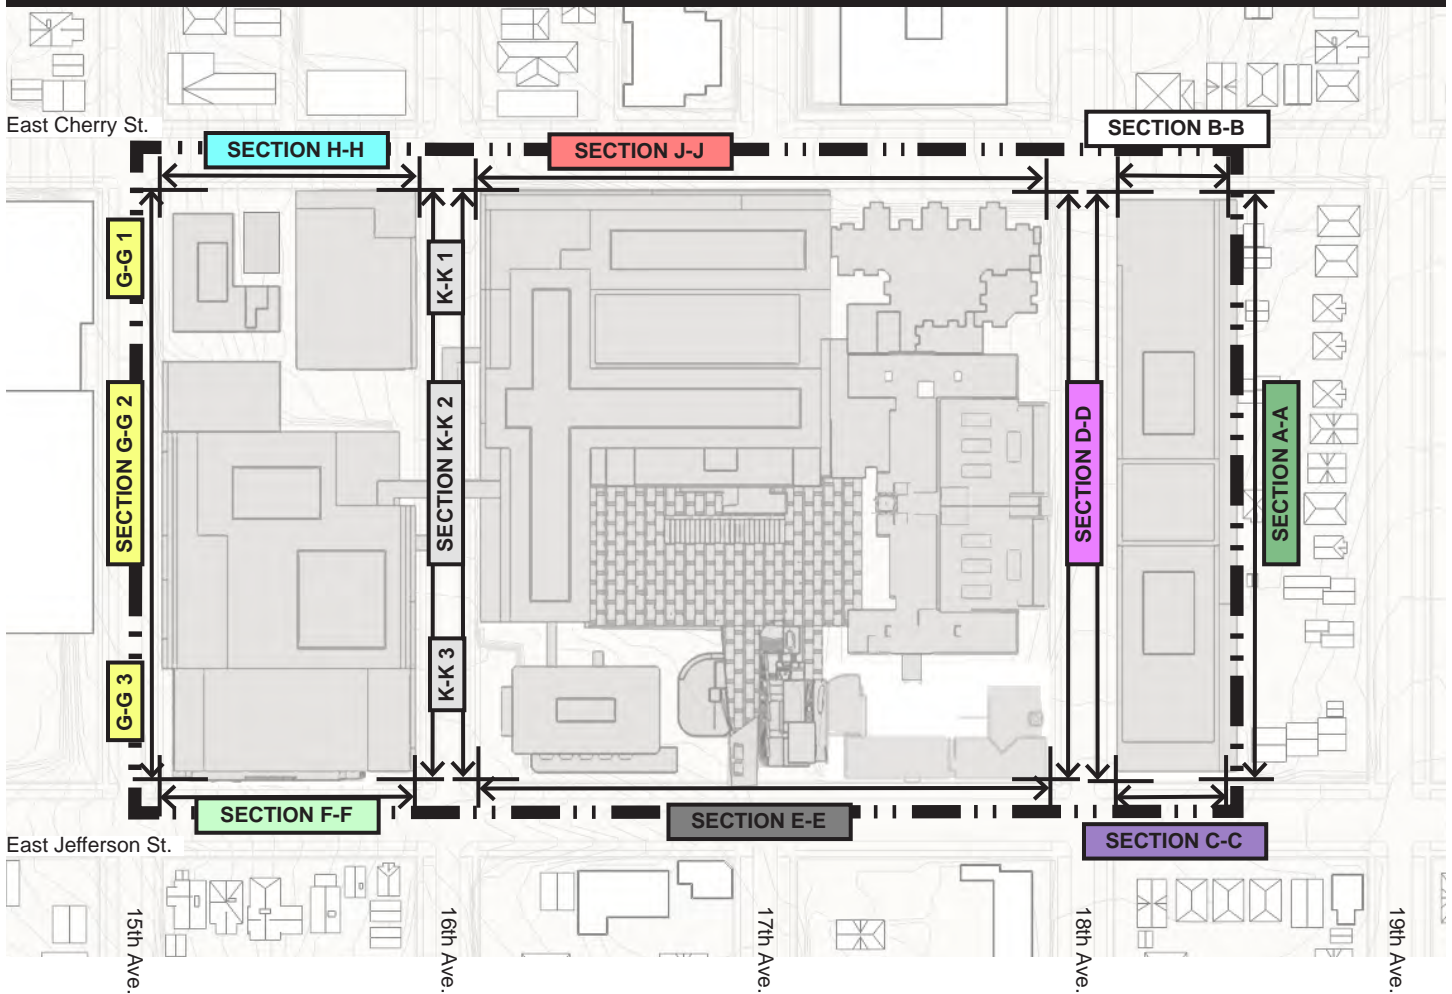 East Cherry St.
SECTION B-B
SECTION H-H
SECTION J-J
G-G 1
K-K 1
SECTION G-G 2
SECTION K-K 2
SECTION D-D
SECTION A-A
G-G 3
K-K 3
SECTION F-F
SECTION E-E
SECTION C-C
East Jefferson St.
15th Ave.
16th Ave.
17th Ave.
18th Ave.
19th Ave.